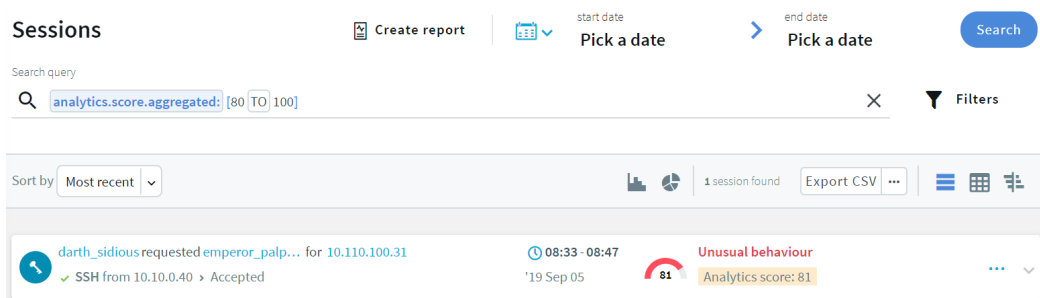 Sessions
Create report
start date
Pick a date
end date
Pick a date
Search
Search query
analytics.score.aggregated: [80 TO 100]
Filters
Sort by Most recent
1 session found
Export CSV
darth_sidious requested emperor_palp... for 10.110.100.31
SSH from 10.10.0.40 > Accepted
08:33 - 08:47
'19 Sep 05
81
Unusual behaviour
Analytics score: 81